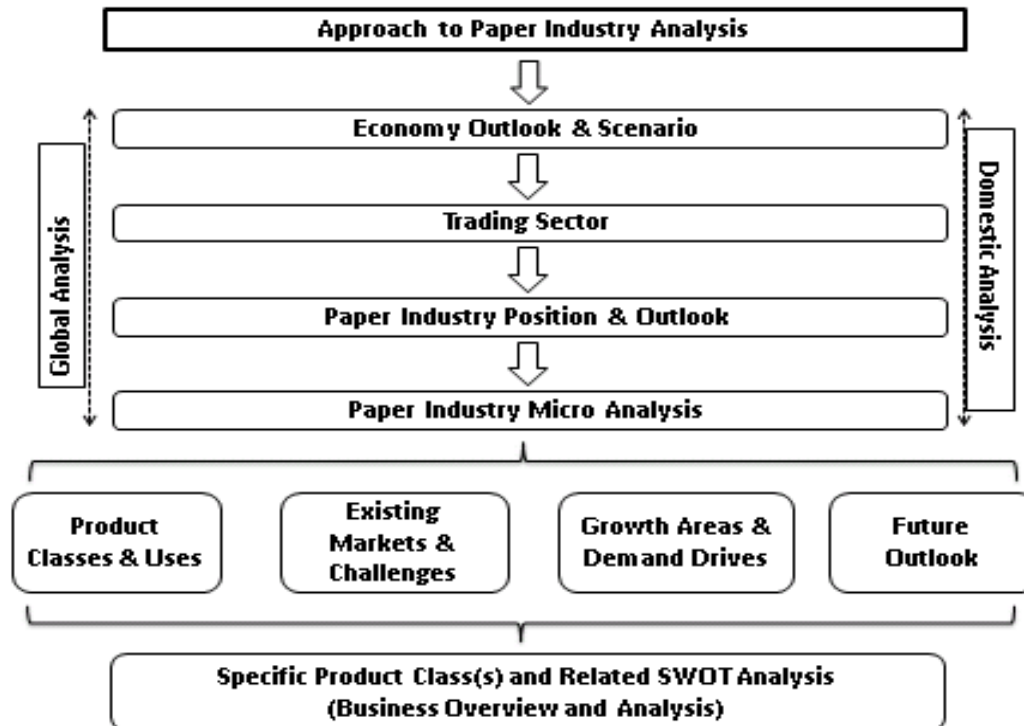 Approach to Paper Industry Analysis
Economy Outlook & Scenario
Trading Sector
Paper Industry Position & Outlook
Paper Industry Micro Analysis
Global Analysis
Domestic Analysis
Product
Classes & Uses
Existing
Markets &
Challenges
Growth Areas &
Demand Drives
Future
Outlook
Specific Product Class(s) and Related SWOT Analysis
(Business Overview and Analysis)